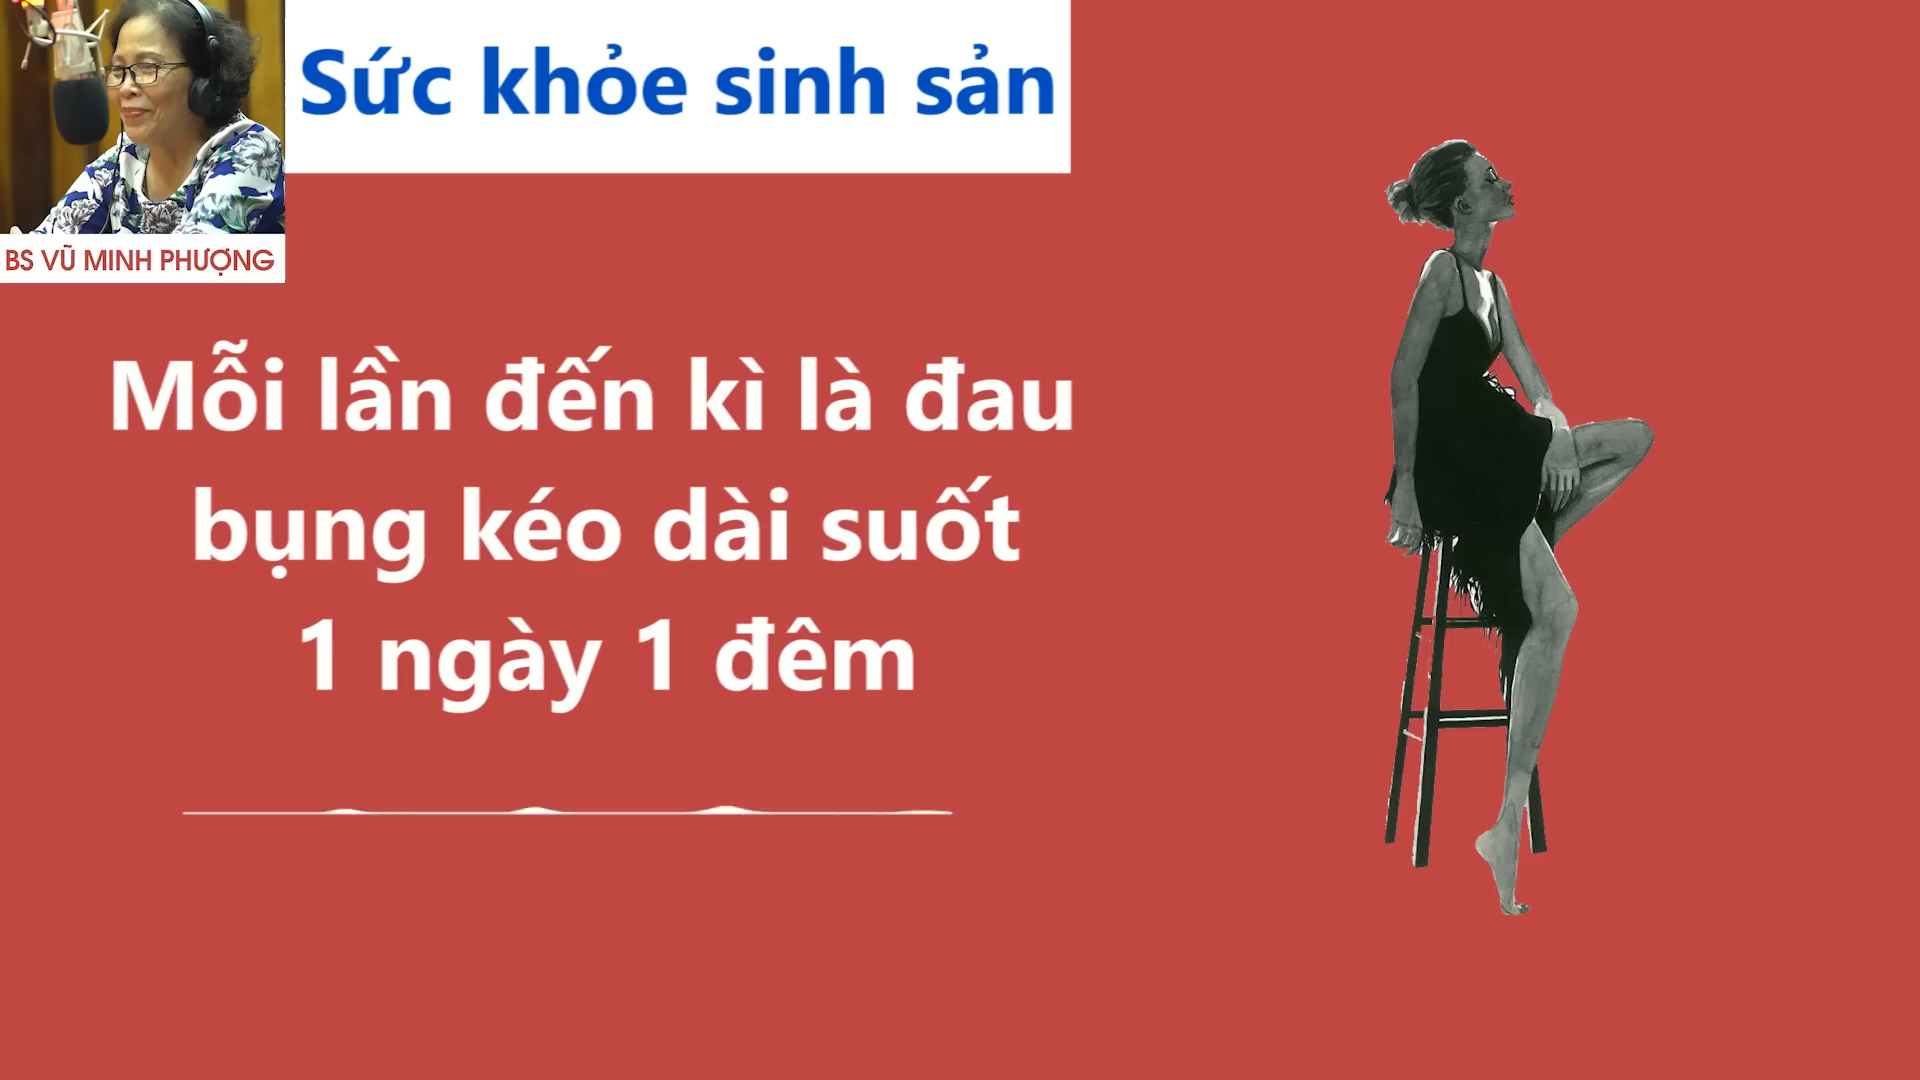 Sức khỏe sinh sản
BS VŨ MINH PHƯỢNG
Mỗi lần đến kì là đau
bụng kéo dài suốt
1 ngày 1 đêm